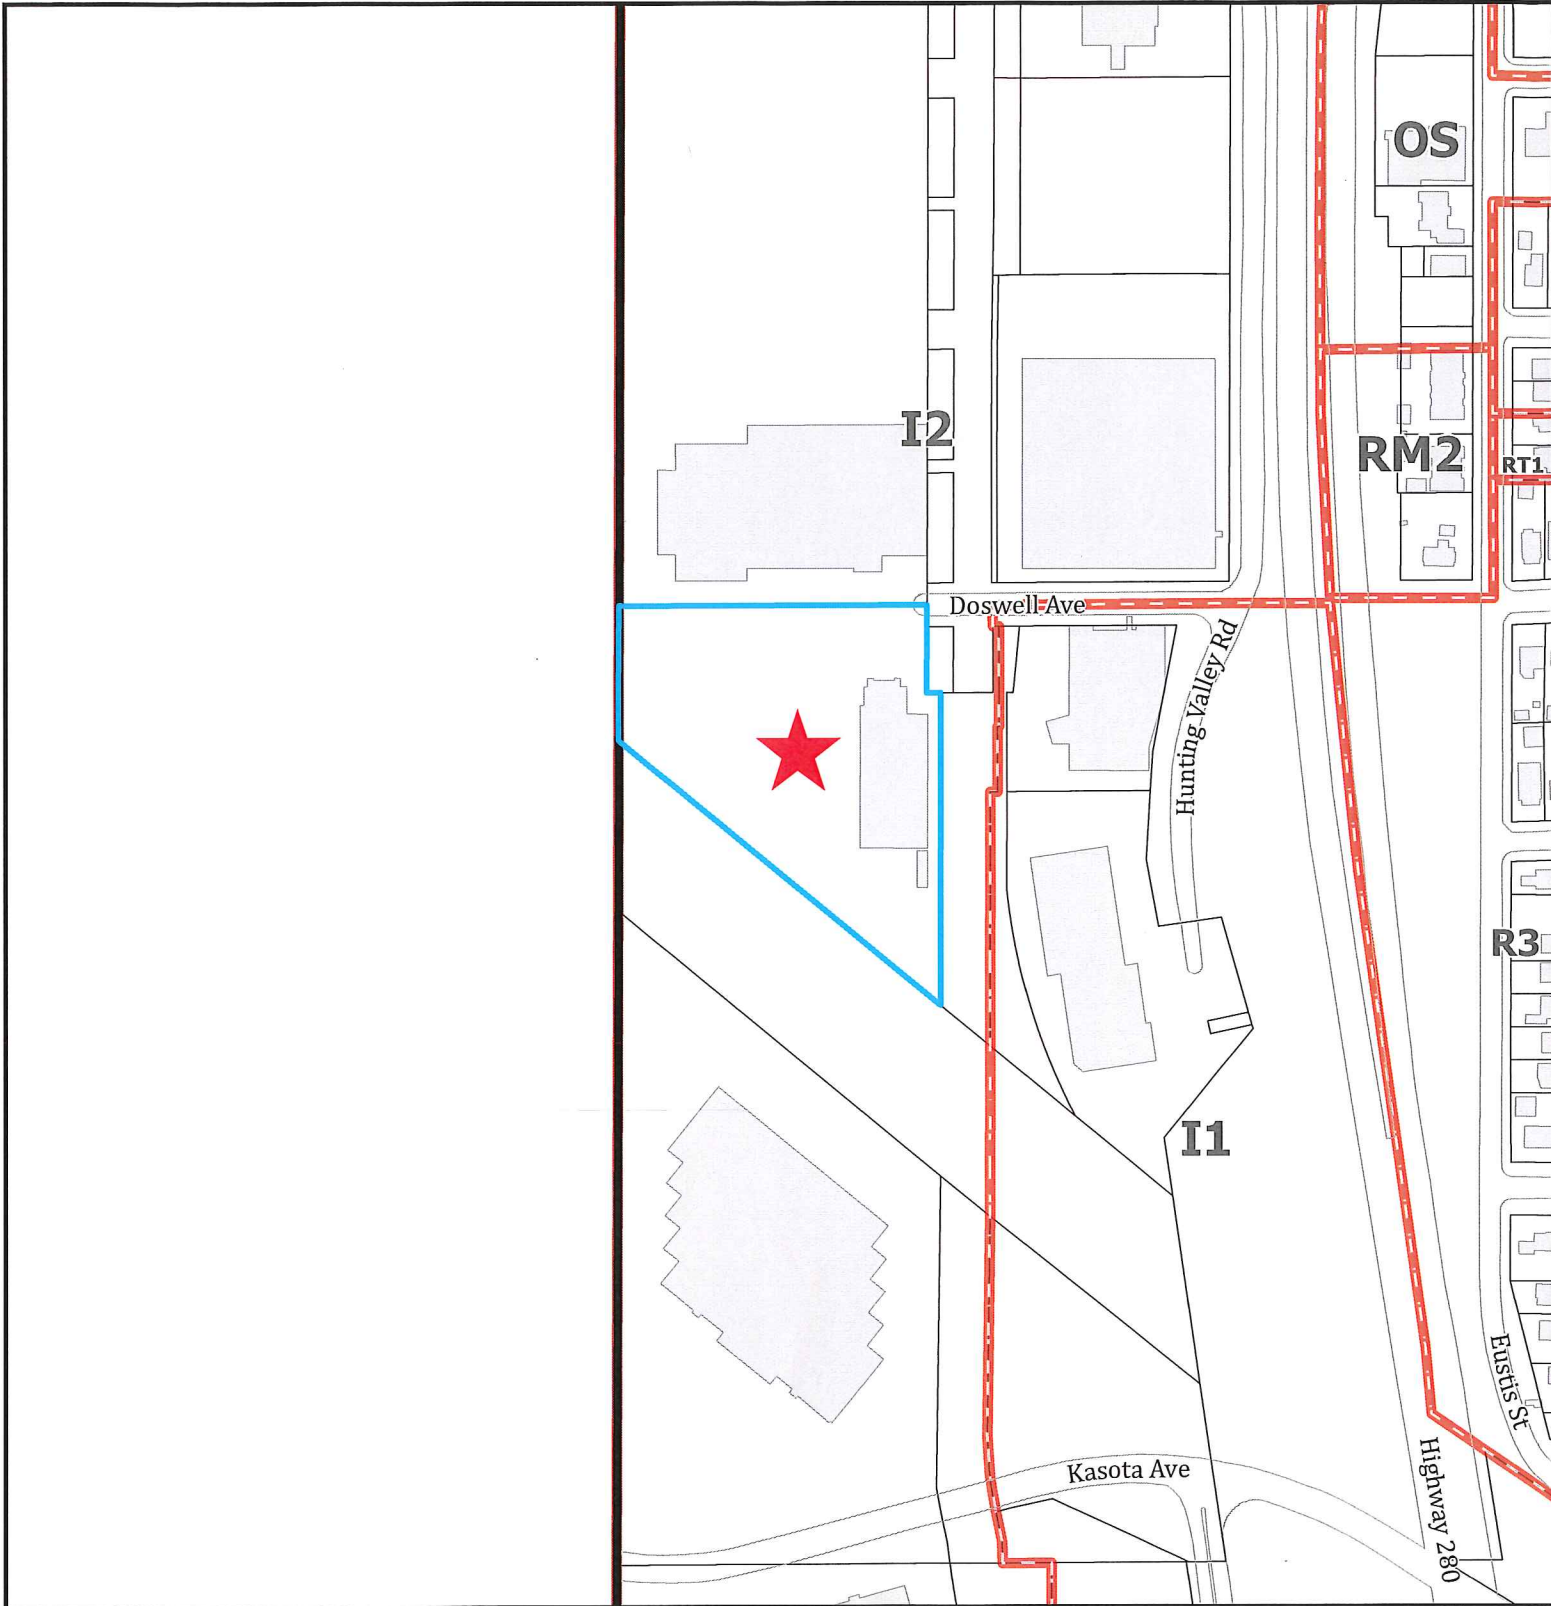 OS
I2
RM2
RT1
Doswell Ave
Hunting Valley Rd
R3
I1
Eustis St
Kasota Ave
Highway 280